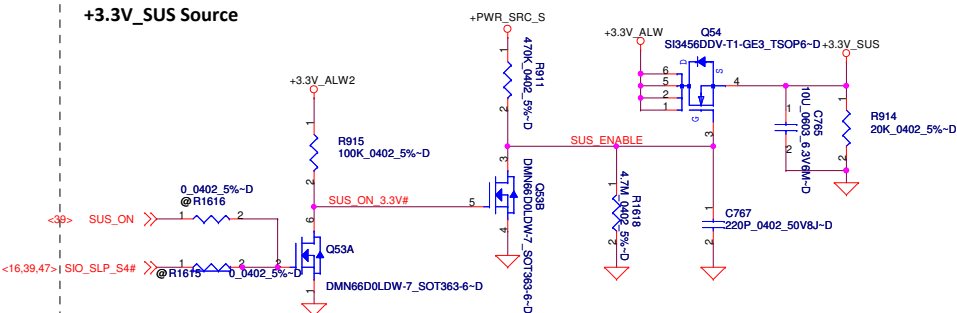 +3.3V_SUS Source
+PWR_SRC_S
+3.3V_ALW
Q54
SI3456DDV-T1-GE3_TSOP6~D
+3.3V_SUS
1
R911
470K_0402_5%~D
2
D
S
G
6
5
2
1
4
3
+3.3V_ALW2
1
R915
100K_0402_5%~D
2
1
C765
10U_0603_6.3V6M~D
2
1
R914
20K_0402_5%~D
2
SUS_ENABLE
3
Q53B
DMN66D0LDW-7_SOT363-6~D
5
4
1
R1618
4.7M_0402_5%~D
2
1
C767
220P_0402_50V8J~D
2
0_0402_5%~D
@R1616
<39> SUS_ON
1
2
SUS_ON_3.3V#
6
Q53A
2
1
DMN66D0LDW-7_SOT363-6~D
<16,39,47> SIO_SLP_S4#
1
2
@R1615
0_0402_5%~D